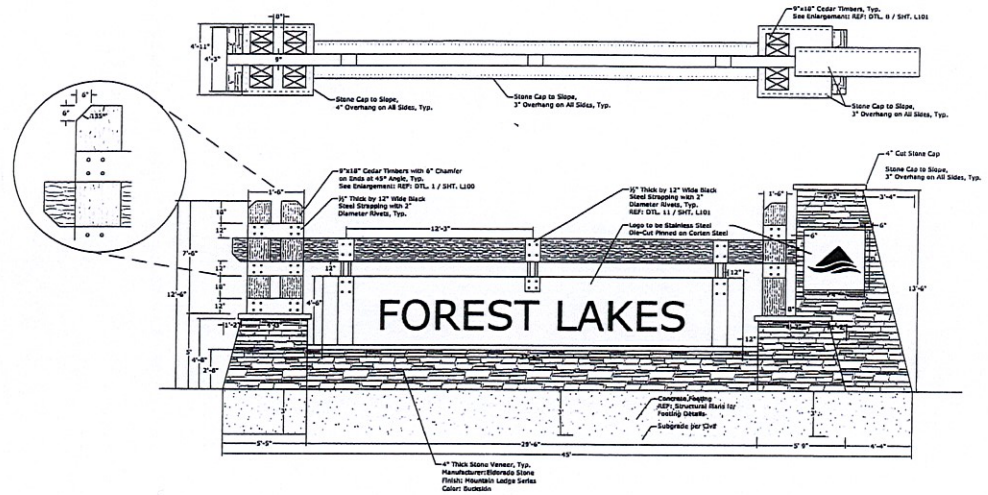 8"
9"x18" Cedar Timbers, Typ.
See Enlargement: REF: DTL. 8 / SHT. L101
4'-11"
4'-3"
9"
Stone Cap to Slope,
4" Overhang on All Sides, Typ.
Stone Cap to Slope,
3" Overhang on All Sides, Typ.
Stone Cap to Slope,
3" Overhang on All Sides, Typ.
6"
6"
135°
4" Cut Stone Cap
Stone Cap to Slope,
3" Overhang on All Sides, Typ.
9"x18" Cedar Timbers with 6" Chamfer
on Ends at 45° Angle, Typ.
See Enlargement: REF: DTL. 1 / SHT. L100
½" Thick by 12" Wide Black
Steel Strapping with 2"
Diameter Rivets, Typ.
½" Thick by 12" Wide Black
Steel Strapping with 2"
Diameter Rivets, Typ.
REF: DTL. 11 / SHT. L101
Logo to be Stainless Steel
Die-Cut Pinned on Corten Steel
1'-6"
1'-6"
3'-4"
18"
12"
12'-3"
6"
6"
7'-6"
12'-6"
12"
18"
12"
12"
12"
4'-6"
13'-6"
FOREST LAKES
8"
1'-2"
5'
4'-8"
2'-8"
12"
3'
3'
Concrete Footing
REF: Structural Plans for
Footing Details
Subgrade per Civil
5'-5"
29'-6"
5' 9"
4'-4"
45'
4" Thick Stone Veneer, Typ.
Manufacturer: Eldorado Stone
Finish: Mountain Lodge Series
Color: Buckskin